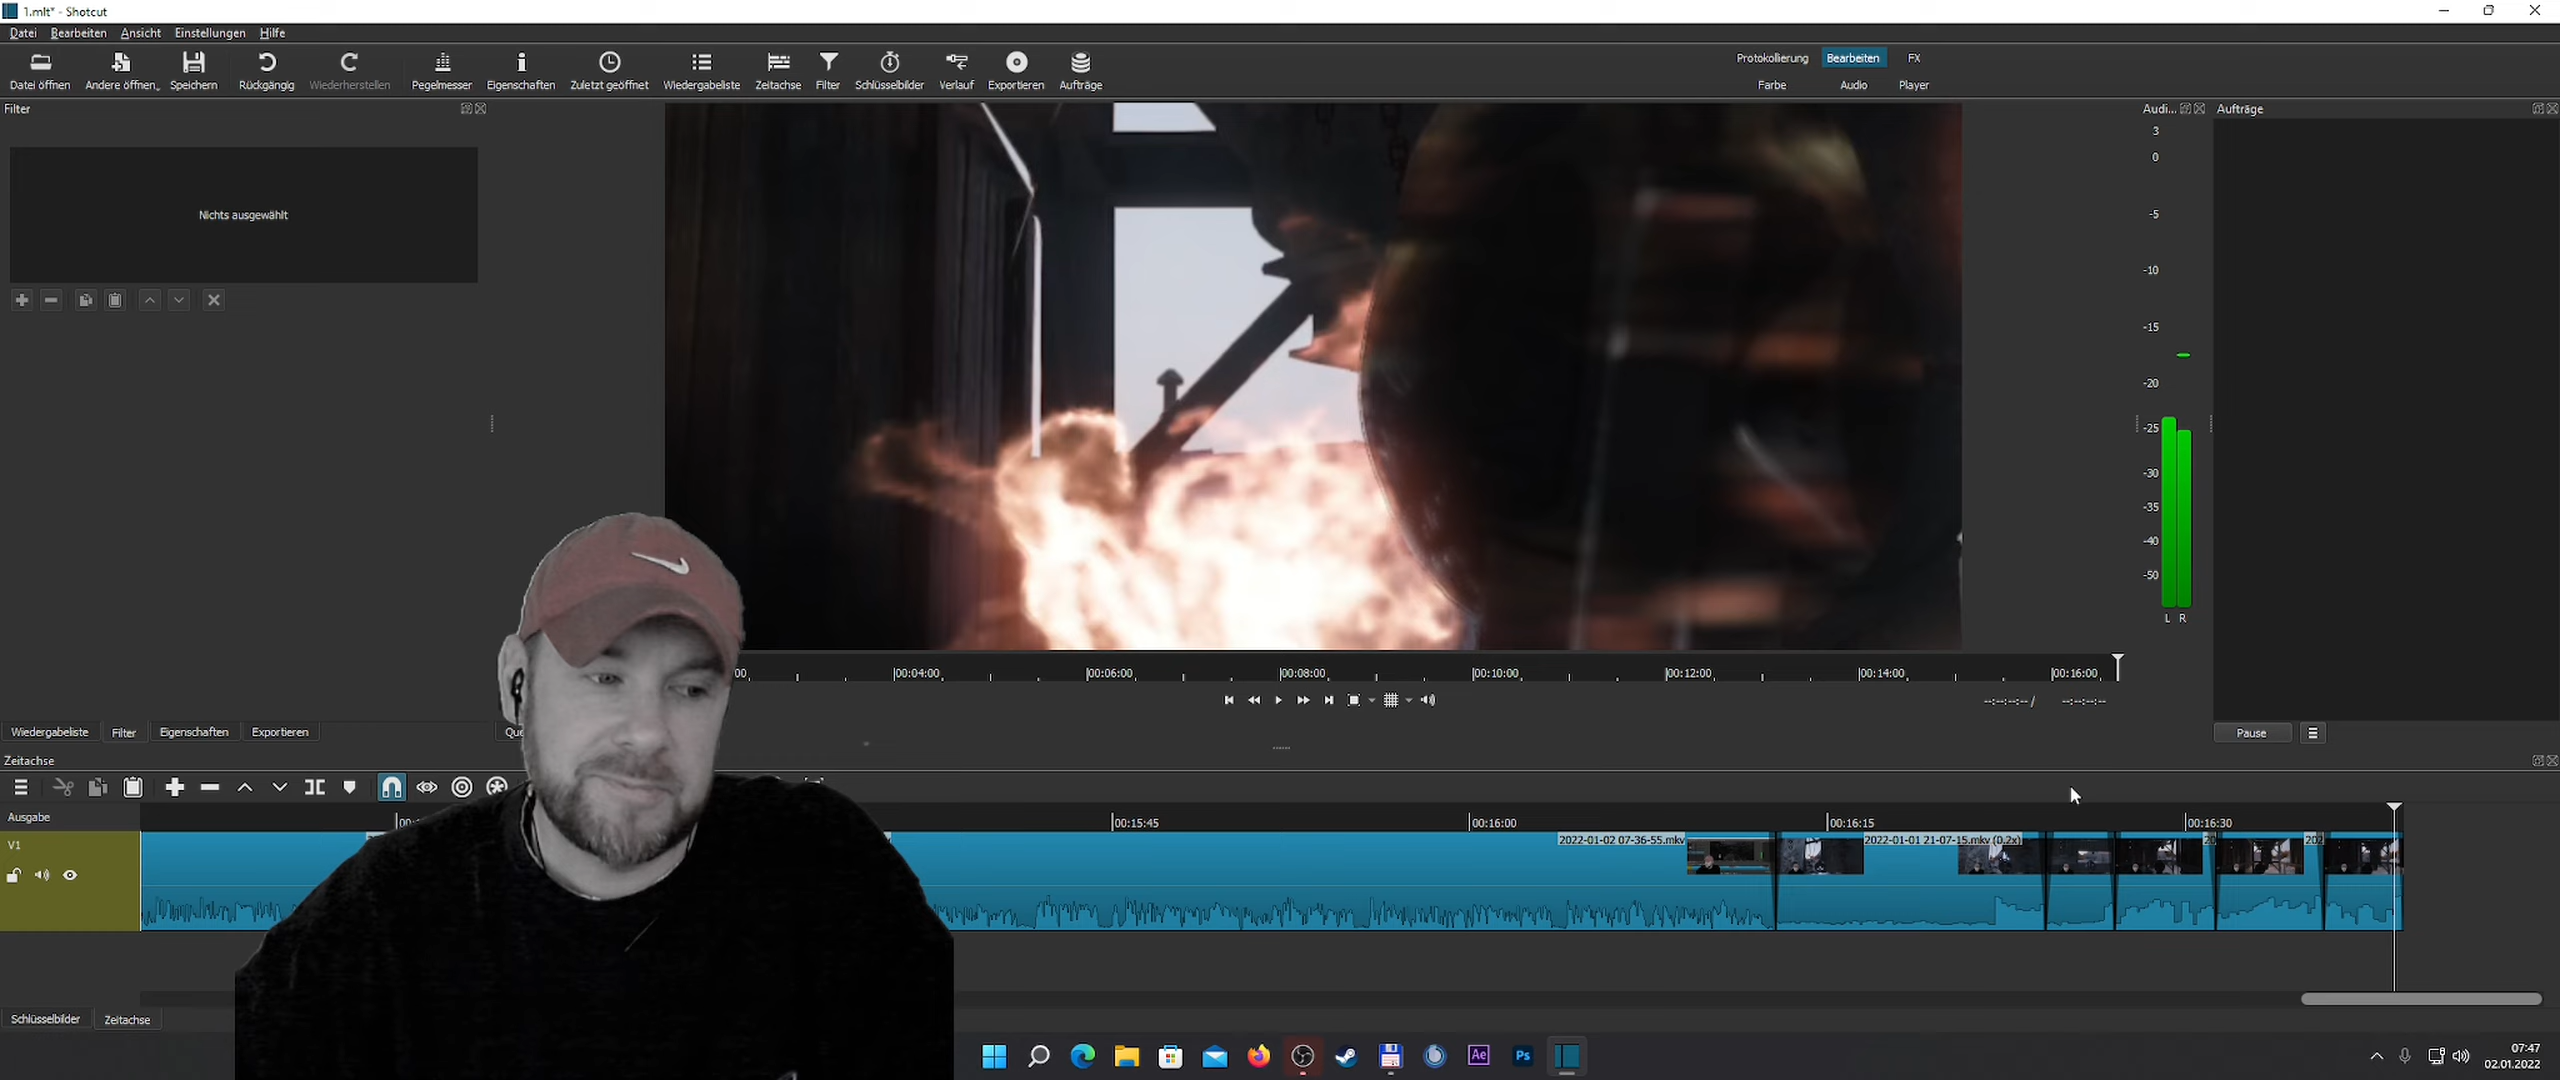 1.mlt* - Shotcut
Datei Bearbeiten Ansicht Einstellungen Hilfe
Datei öffnen Andere öffnen.. Speichern Rückgängig Wiederherstellen Pegelmesser Eigenschaften Zuletzt geöffnet Wiedergabeliste Zeitachse Filter Schlüsselbilder Verlauf Exportieren Aufträge
Protokollierung Bearbeiten FX
Farbe Audio Player
Filter
Nichts ausgewählt
Audi...
Aufträge
3
0
-5
-10
-15
-20
-25
-30
-35
-40
-50
L R
00:04:00 00:06:00 00:08:00 00:10:00 00:12:00 00:14:00 00:16:00
--:--:--:-- / --:--:--:--
Wiedergabeliste Filter Eigenschaften Exportieren
Pause
Zeitachse
Ausgabe
00:15:45 00:16:00 00:16:15 00:16:30
V1
2022-01-02 07-36-55.mkv
2022-01-01 21-07-15.mkv (0.2x)
20
202
Schlüsselbilder Zeitachse
Ae
Ps
07:47
02.01.2022